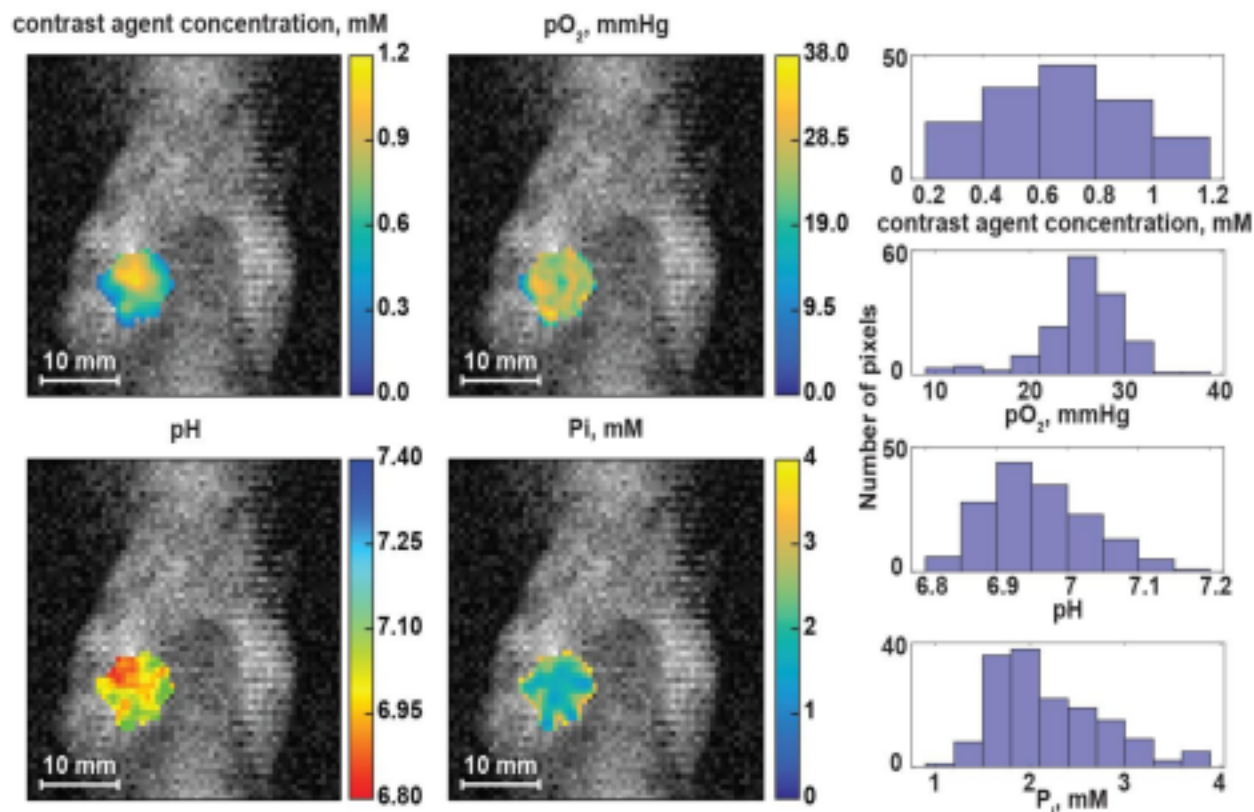 contrast agent concentration, mM
1.2
0.9
0.6
0.3
0.0
10 mm
pO₂, mmHg
38.0
28.5
19.0
9.5
0.0
10 mm
50
0
0.2 0.4 0.6 0.8 1 1.2
contrast agent concentration, mM
60
0
10 20 30 40
pO₂, mmHg
Number of pixels
pH
7.40
7.25
7.10
6.95
6.80
10 mm
Pi, mM
4
3
2
1
0
10 mm
50
0
6.8 6.9 7 7.1 7.2
pH
40
0
1 2 3 4
Pᵢ, mM